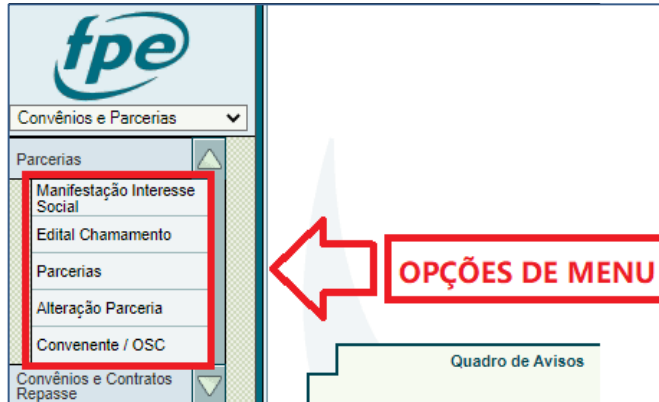 fpe
Convênios e Parcerias
Parcerias
Manifestação Interesse
Social
Edital Chamamento
Parcerias
Alteração Parceria
Convenente / OSC
Convênios e Contratos
Repasse
OPÇÕES DE MENU
Quadro de Avisos